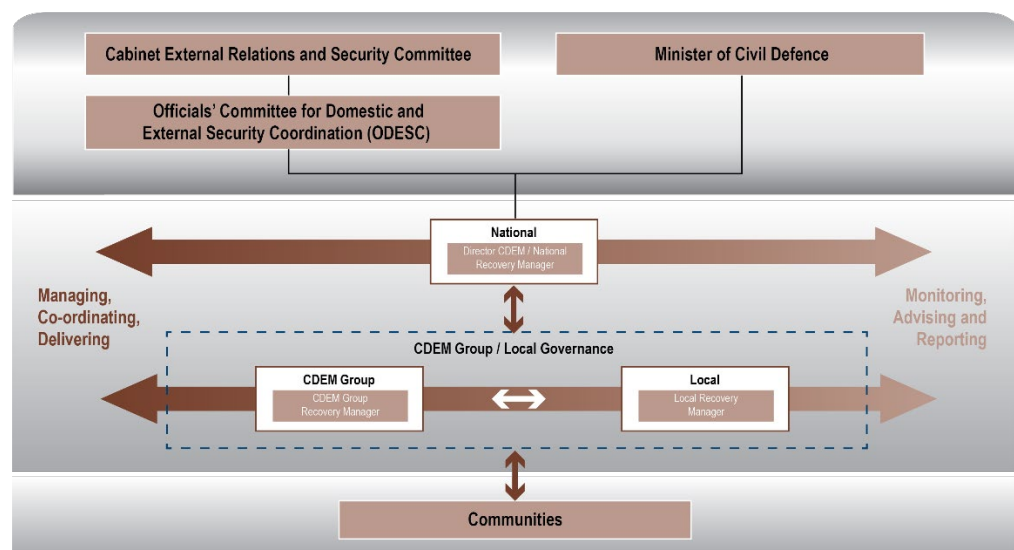 Cabinet External Relations and Security Committee
Minister of Civil Defence
Officials' Committee for Domestic and
External Security Coordination (ODESC)
National
Director CDEM / National
Recovery Manager
Managing,
Co-ordinating,
Delivering
Monitoring,
Advising and
Reporting
CDEM Group / Local Governance
CDEM Group
CDEM Group
Recovery Manager
Local
Local Recovery
Manager
Communities